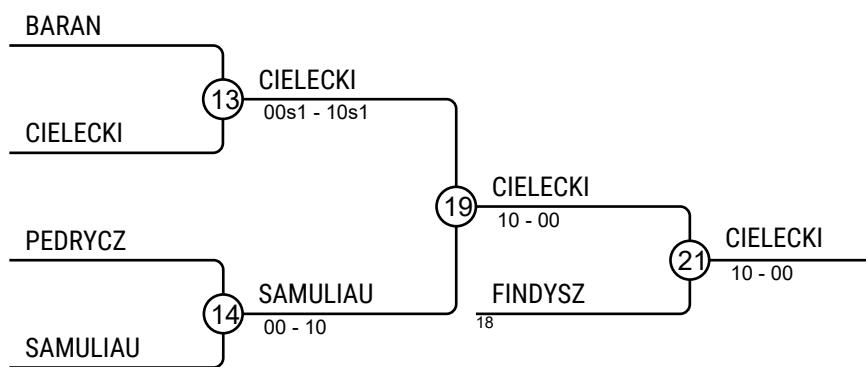 BARAN
13
CIELECKI
00s1 - 10s1
CIELECKI
19
CIELECKI
10 - 00
PEDRYCZ
21
CIELECKI
10 - 00
14
SAMULIAU
00 - 10
FINDYSZ
18
SAMULIAU